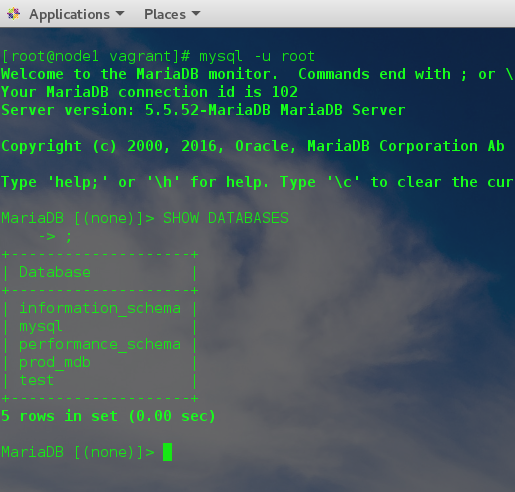 Applications Places
[root@node1 vagrant]# mysql -u root
Welcome to the MariaDB monitor.  Commands end with ; or \
Your MariaDB connection id is 102
Server version: 5.5.52-MariaDB MariaDB Server
Copyright (c) 2000, 2016, Oracle, MariaDB Corporation Ab
Type 'help;' or '\h' for help. Type '\c' to clear the cur
MariaDB [(none)]> SHOW DATABASES
    -> ;
+--------------------+
| Database           |
+--------------------+
| information_schema |
| mysql              |
| performance_schema |
| prod_mdb           |
| test               |
+--------------------+
5 rows in set (0.00 sec)
MariaDB [(none)]>